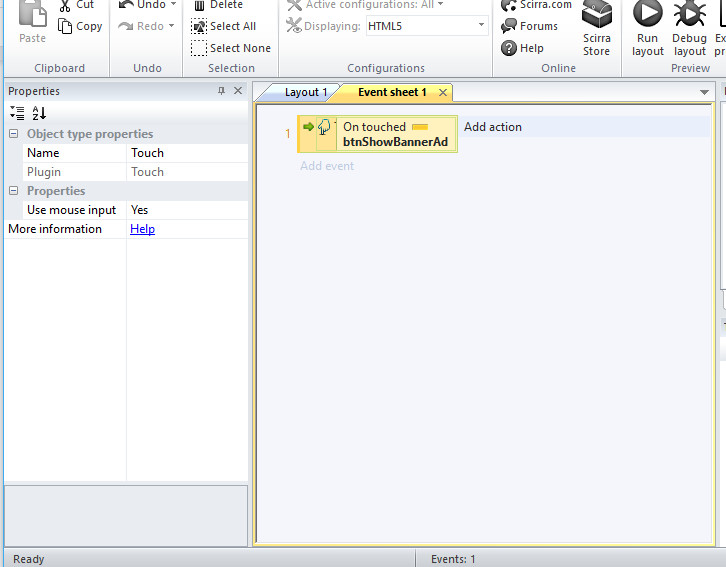 Cut
Undo
Delete
Active configurations: All
Scirra.com
Paste
Copy
Redo
Select All
Displaying: HTML5
Forums
Select None
Help
Scirra Store
Run layout
Debug layout
Clipboard
Undo
Selection
Configurations
Online
Preview
Properties
Layout 1
Event sheet 1
A
Z
Object type properties
Name Touch
Plugin Touch
Properties
Use mouse input Yes
More information Help
1
On touched
btnShowBannerAd
Add action
Add event
Ready
Events: 1